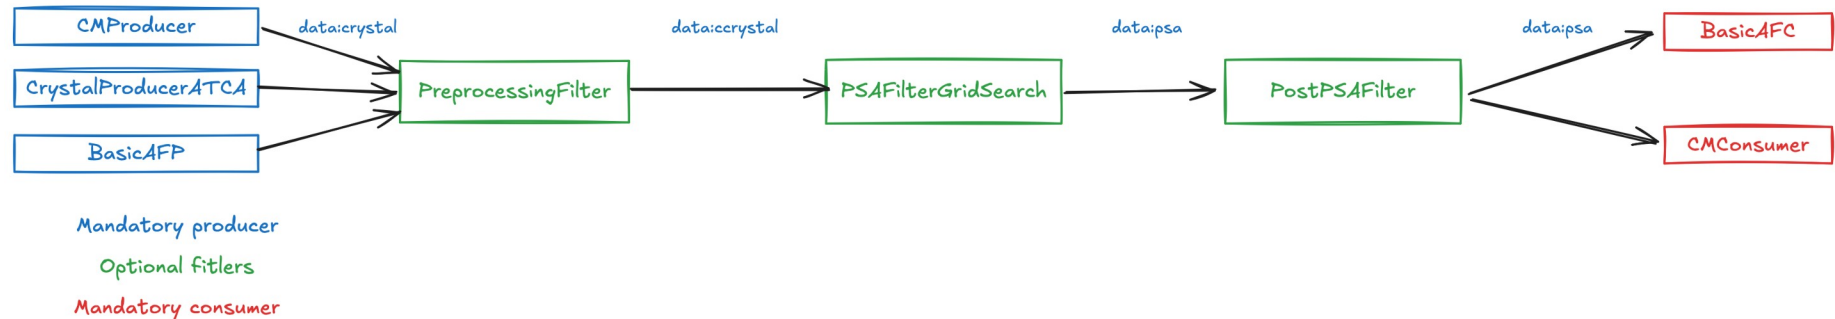 CMProducer
data:crystal
data:ccrystal
data:psa
data:psa
BasicAFC
CrystalProducerATCA
PreprocessingFilter
PSAFilterGridSearch
PostPSAFilter
BasicAFP
CMConsumer
Mandatory producer
Optional fitlers
Mandatory consumer